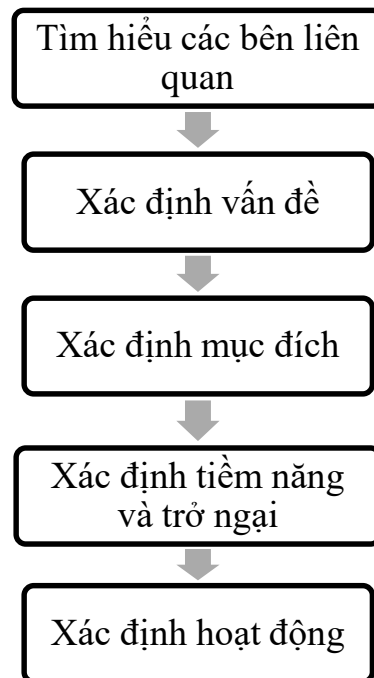 Tìm hiểu các bên liên
quan
Xác định vấn đề
Xác định mục đích
Xác định tiềm năng
và trở ngại
Xác định hoạt động